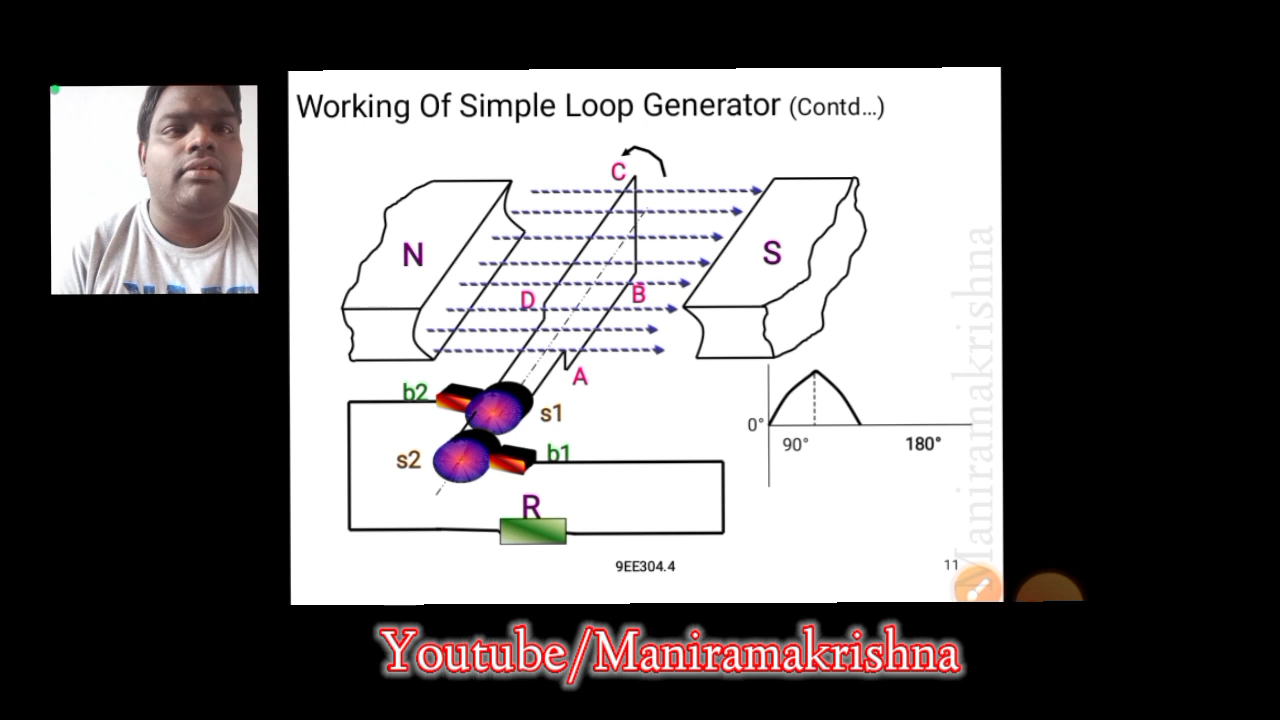 Working Of Simple Loop Generator (Contd...)
C
N
S
D
B
A
b2
s1
0°
90°
180°
s2
b1
R
9EE304.4
11
Maniramakrishna
Youtube/Maniramakrishna